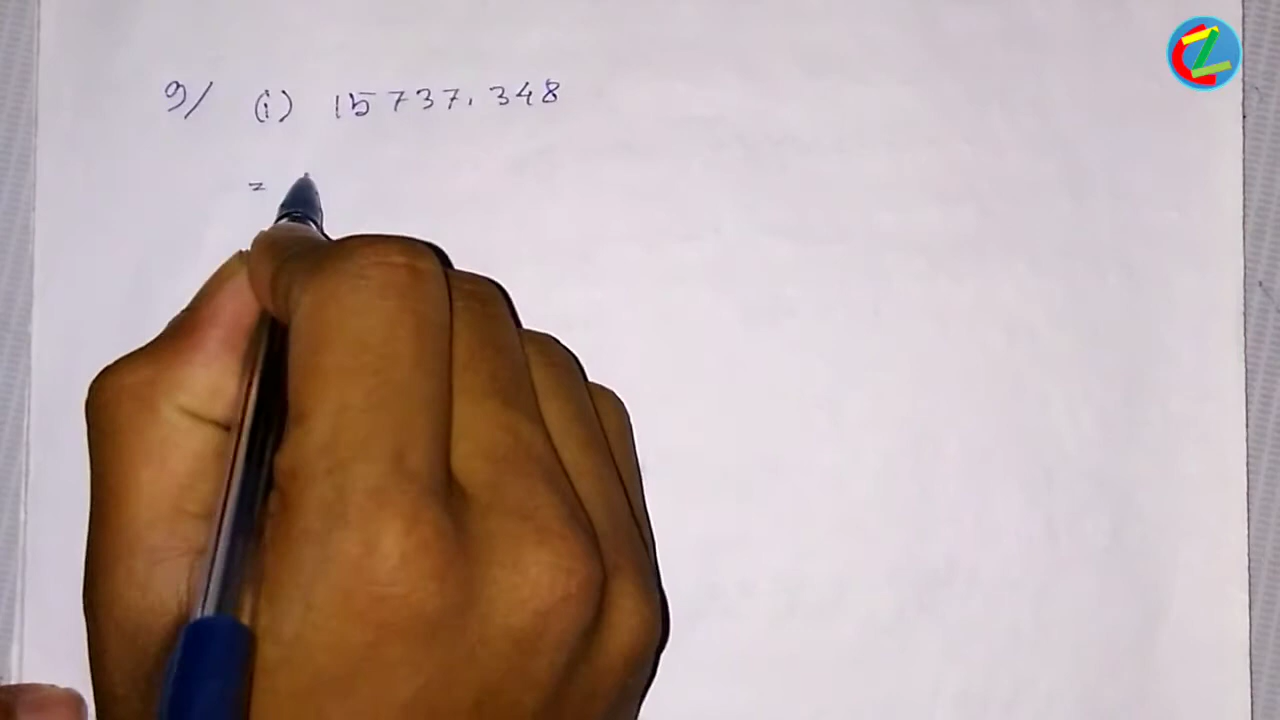 9/ (i) 15737.348
=